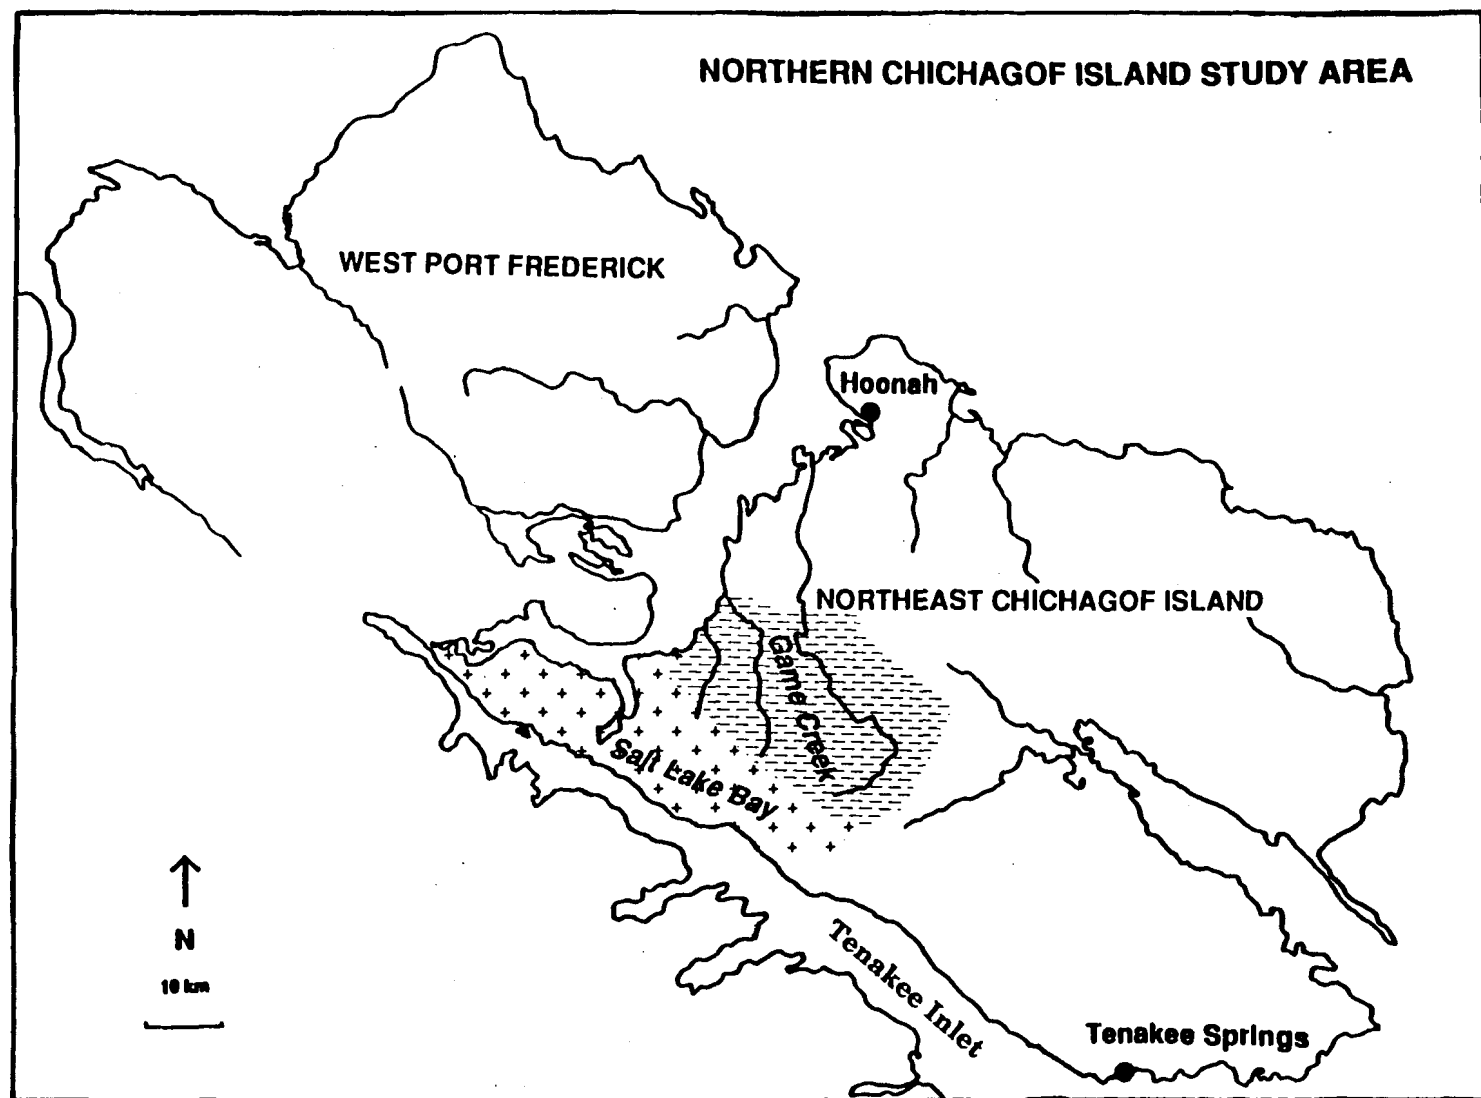 NORTHERN CHICHAGOF ISLAND STUDY AREA
WEST PORT FREDERICK
Hoonah
NORTHEAST CHICHAGOF ISLAND
Game Creek
Salt Lake Bay
N
10 km
Tenakee Inlet
Tenakee Springs